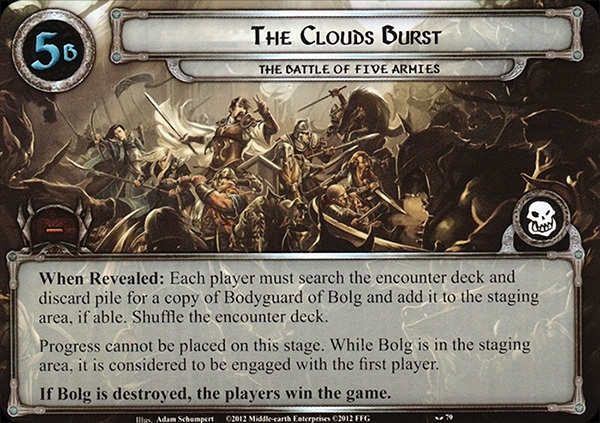 5B
The Clouds Burst
The Battle of Five Armies
–
When Revealed: Each player must search the encounter deck and
discard pile for a copy of Bodyguard of Bolg and add it to the staging
area, if able. Shuffle the encounter deck.
Progress cannot be placed on this stage. While Bolg is in the staging
area, it is considered to be engaged with the first player.
If Bolg is destroyed, the players win the game.
Illus. Adam Schumpert ©2012 Middle-earth Enterprises ©2012 FFG 79